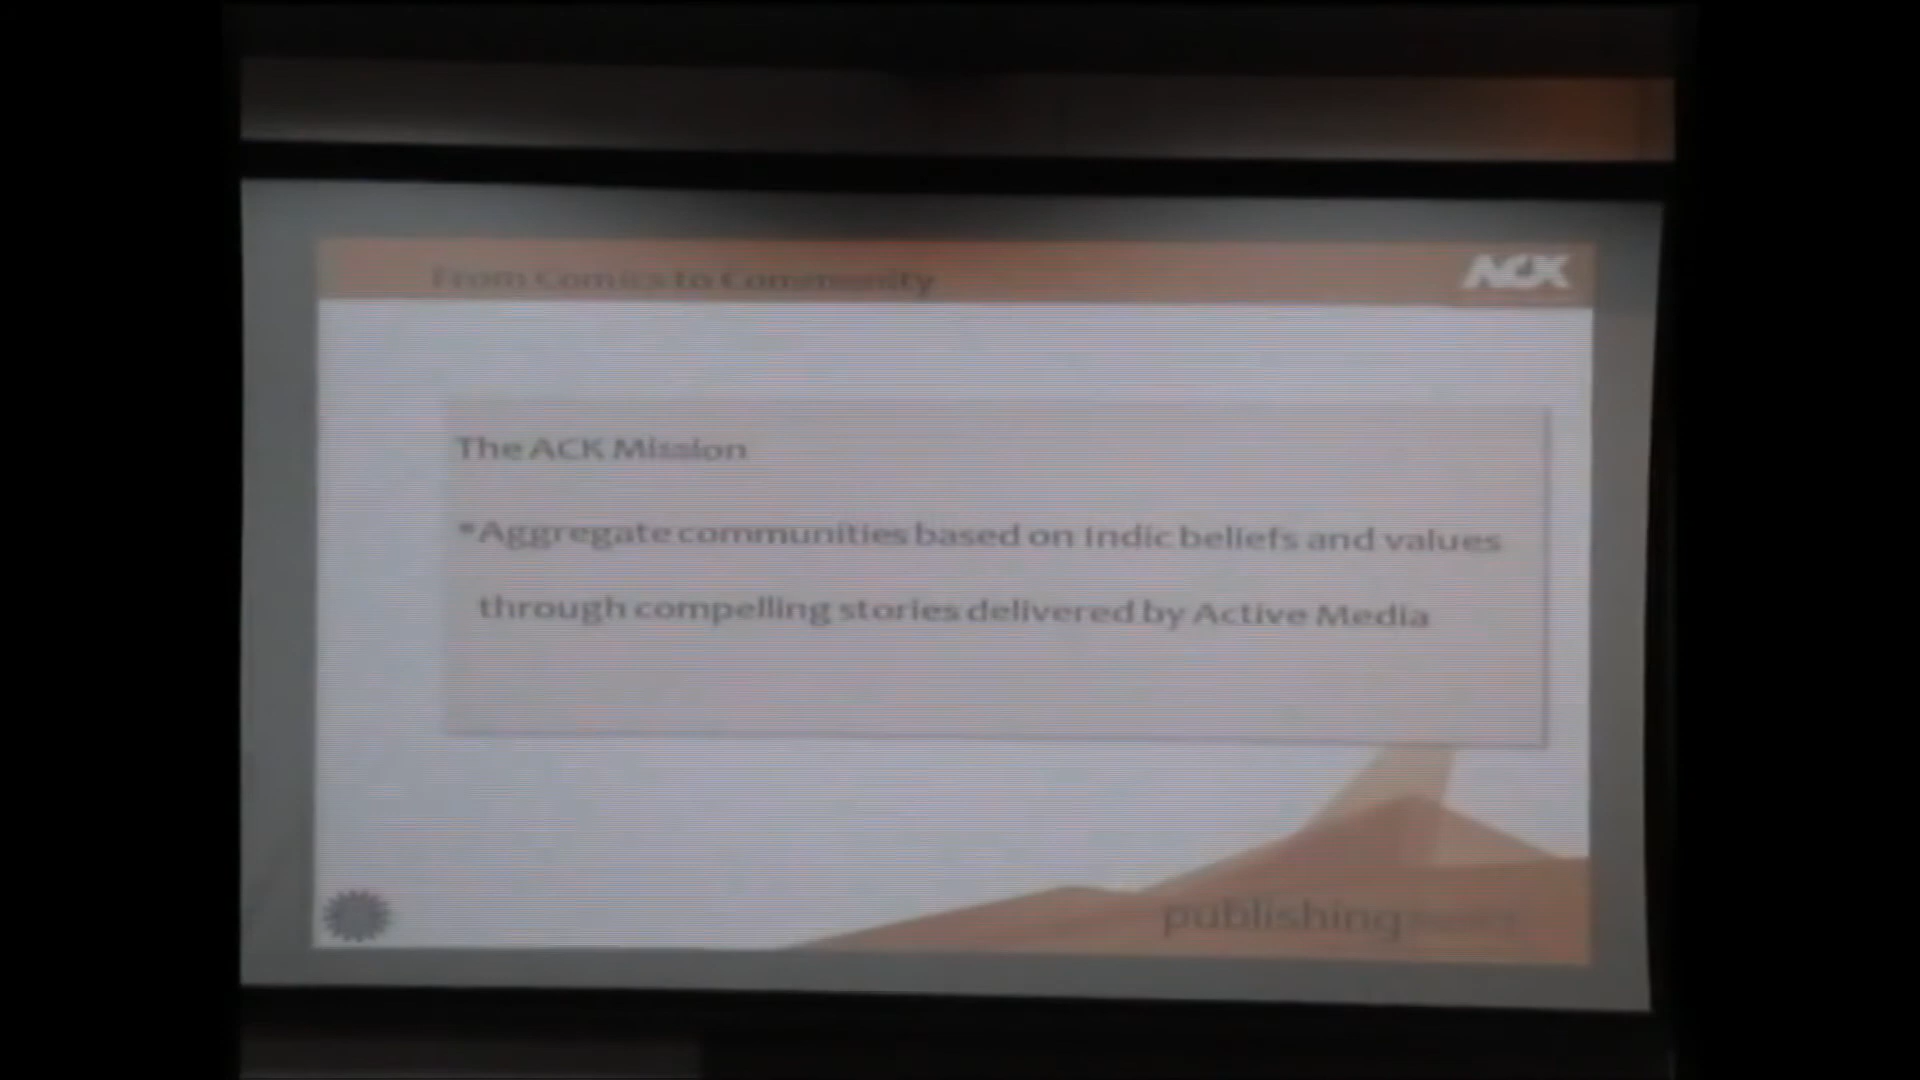 From Comics to Community
ACK
The ACK Mission
*Aggregate communities based on indic beliefs and values
through compelling stories delivered by Active Media
publishing